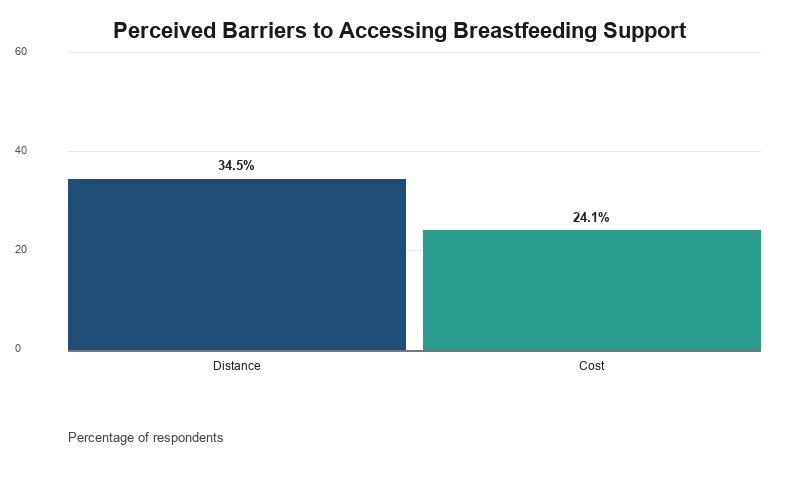 Perceived Barriers to Accessing Breastfeeding Support
60
40
34.5%
24.1%
20
0
Distance
Cost
Percentage of respondents